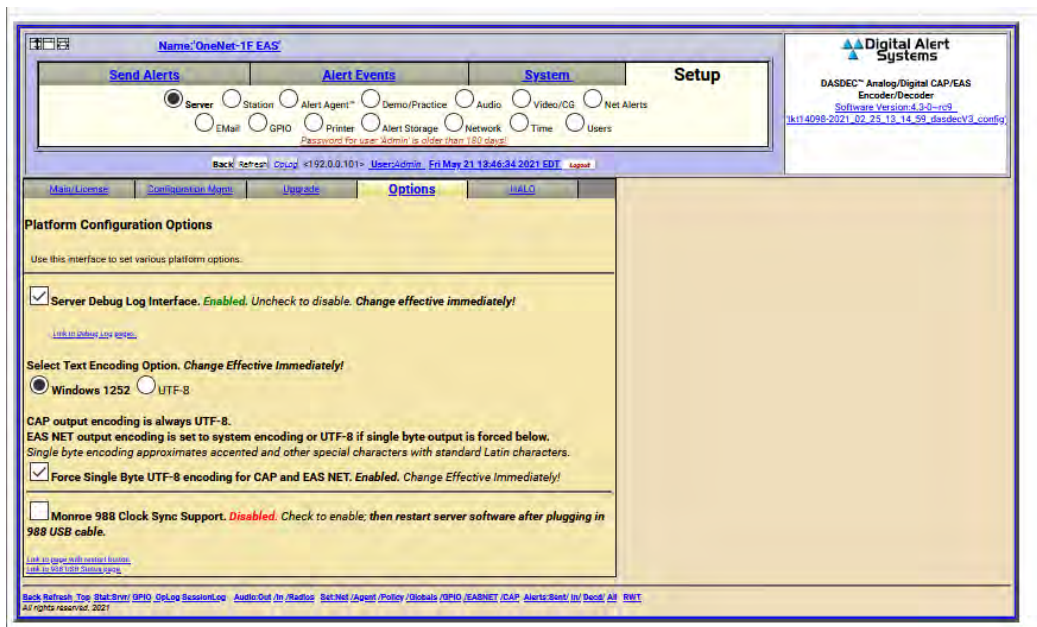 Name:'OneNet-1F EAS'
Send Alerts Alert Events System Setup
Server Station Alert Agent™ Demo/Practice Audio Video/CG Net Alerts
EMail GPIO Printer Alert Storage Network Time Users
Password for user 'Admin' is older than 180 days!
Back Refresh OpLog <192.0.0.101> User:Admin Fri May 21 13:46:34 2021 EDT Logout
Digital Alert
Systems
DASDEC™ Analog/Digital CAP/EAS
Encoder/Decoder
Software Version:4.3-0~rc9
'tkt14098-2021_02_25_13_14_59_dasdecV3_config'
Main/License Configuration Mgmt Upgrade Options HALO
Platform Configuration Options
Use this interface to set various platform options.
Server Debug Log Interface. Enabled. Uncheck to disable. Change effective immediately!
Link to Debug Log pages.
Select Text Encoding Option. Change Effective Immediately!
Windows 1252 UTF-8
CAP output encoding is always UTF-8.
EAS NET output encoding is set to system encoding or UTF-8 if single byte output is forced below.
Single byte encoding approximates accented and other special characters with standard Latin characters.
Force Single Byte UTF-8 encoding for CAP and EAS NET. Enabled. Change Effective Immediately!
Monroe 988 Clock Sync Support. Disabled. Check to enable; then restart server software after plugging in
988 USB cable.
Link to page with restart button.
Link to 988 USB Status page.
Back Refresh Top Stat:Srvr/ GPIO OpLog SessionLog Audio:Out /In /Radios Set:Net /Agent /Policy /Globals /GPIO /EASNET /CAP Alerts:Sent/ In/ Decd/ All RWT
All rights reserved, 2021